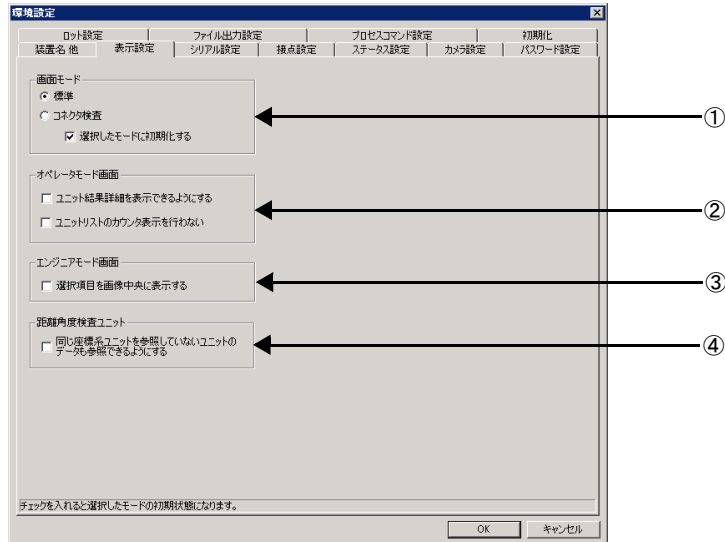 環境設定
ロット設定 ファイル出力設定 プロセスコマンド設定 初期化
装置名 他 表示設定 シリアル設定 接点設定 ステータス設定 カメラ設定 パスワード設定
画面モード
標準
コネクタ検査
選択したモードに初期化する
①
オペレータモード画面
ユニット結果詳細を表示できるようにする
ユニットリストのカウンタ表示を行わない
②
エンジニアモード画面
選択項目を画像中央に表示する
③
距離角度検査ユニット
同じ座標系ユニットを参照していないユニットの
データも参照できるようにする
④
チェックを入れると選択したモードの初期状態になります。
OK キャンセル